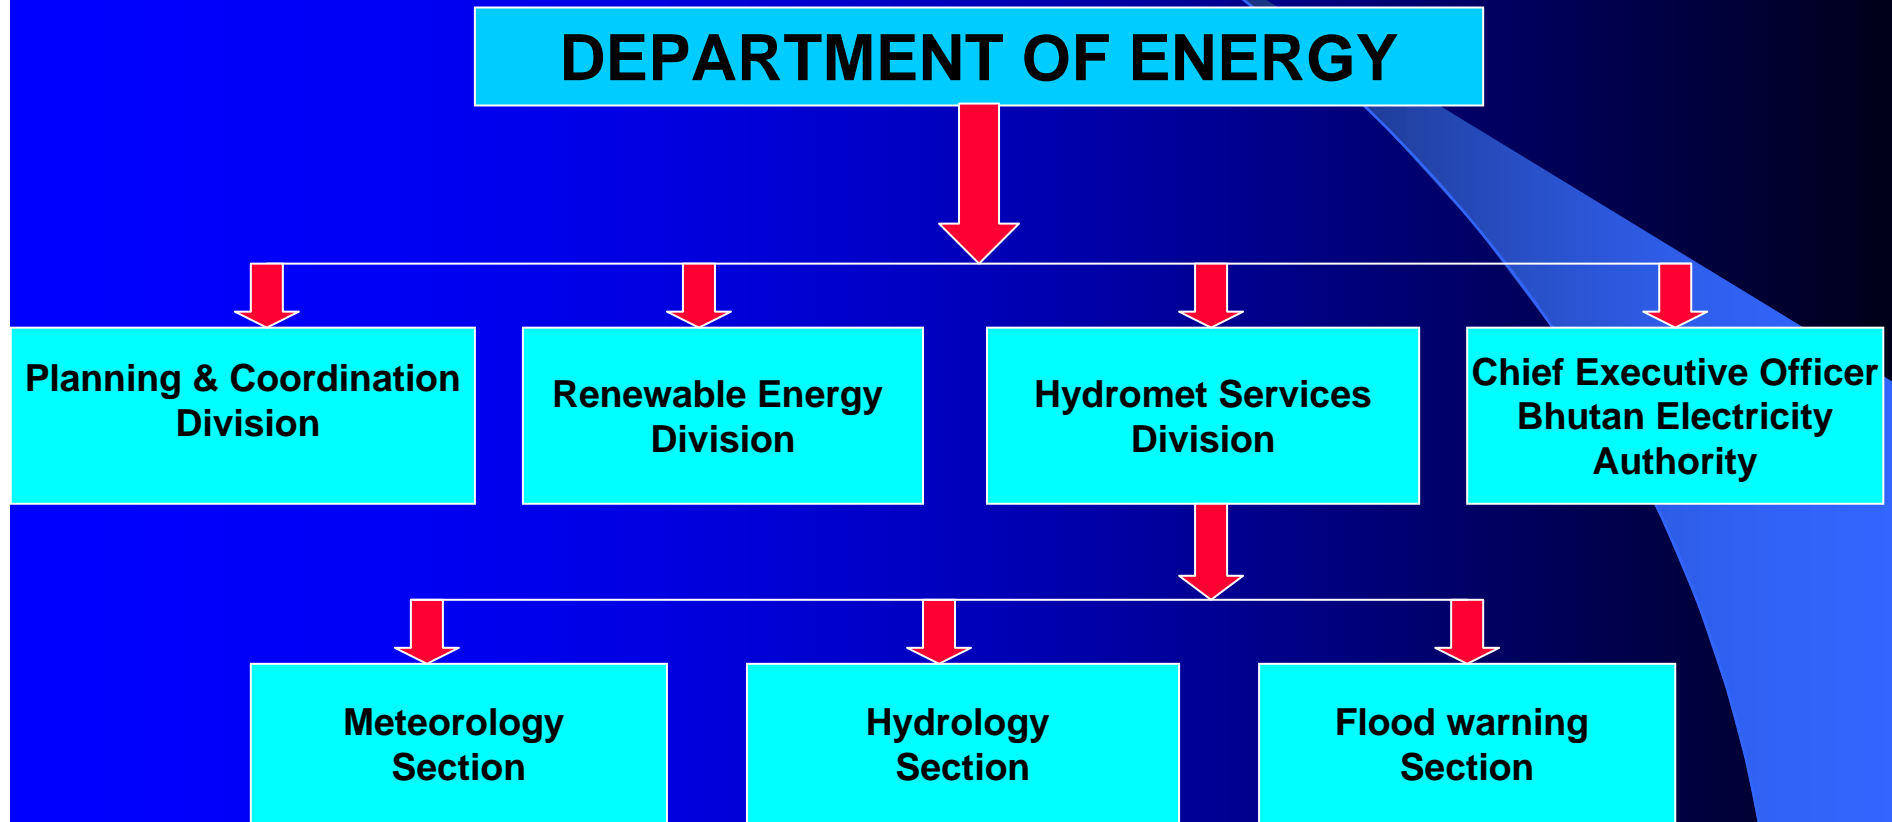 DEPARTMENT OF ENERGY
Planning & Coordination
Division
Renewable Energy
Division
Hydromet Services
Division
Chief Executive Officer
Bhutan Electricity
Authority
Meteorology
Section
Hydrology
Section
Flood warning
Section